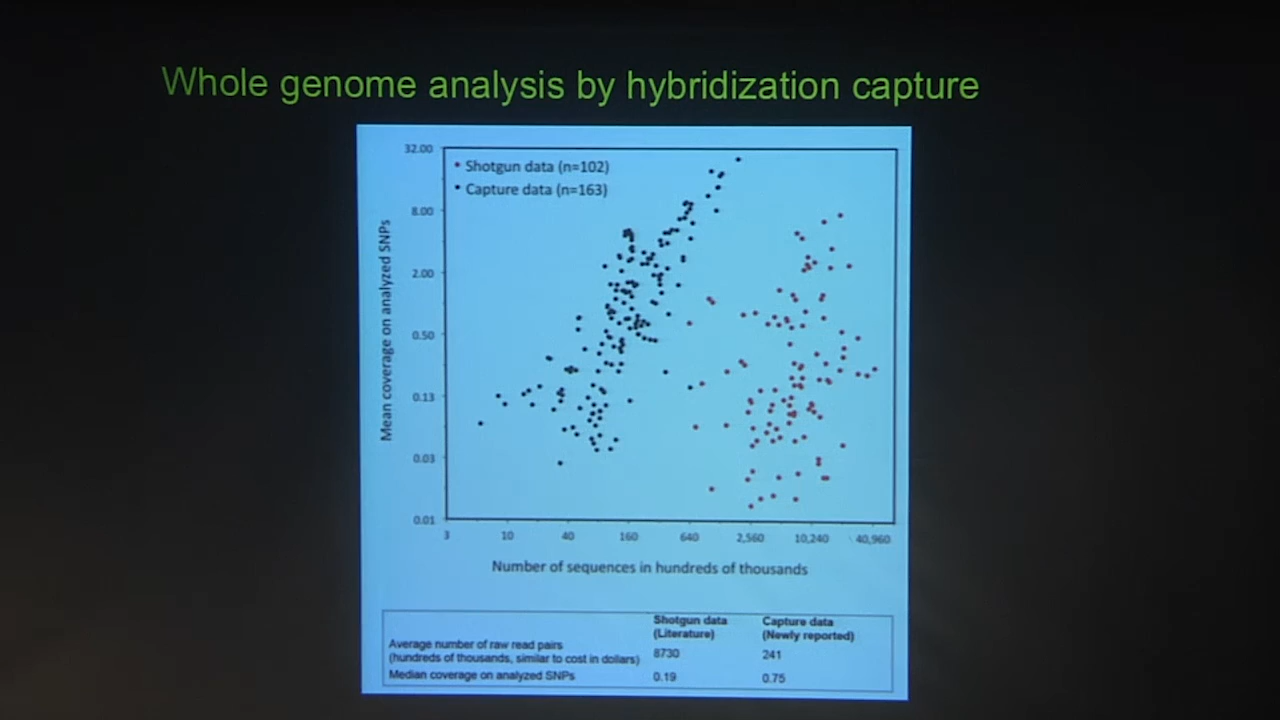 Whole genome analysis by hybridization capture
32.00
8.00
2.00
0.50
0.13
0.03
0.01
Mean coverage on analyzed SNPs
• Shotgun data (n=102)
• Capture data (n=163)
3 10 40 160 640 2,560 10,240 40,960
Number of sequences in hundreds of thousands
Shotgun data Capture data
(Literature) (Newly reported)
Average number of raw read pairs
(hundreds of thousands, similar to cost in dollars) 8730 241
Median coverage on analyzed SNPs 0.19 0.75